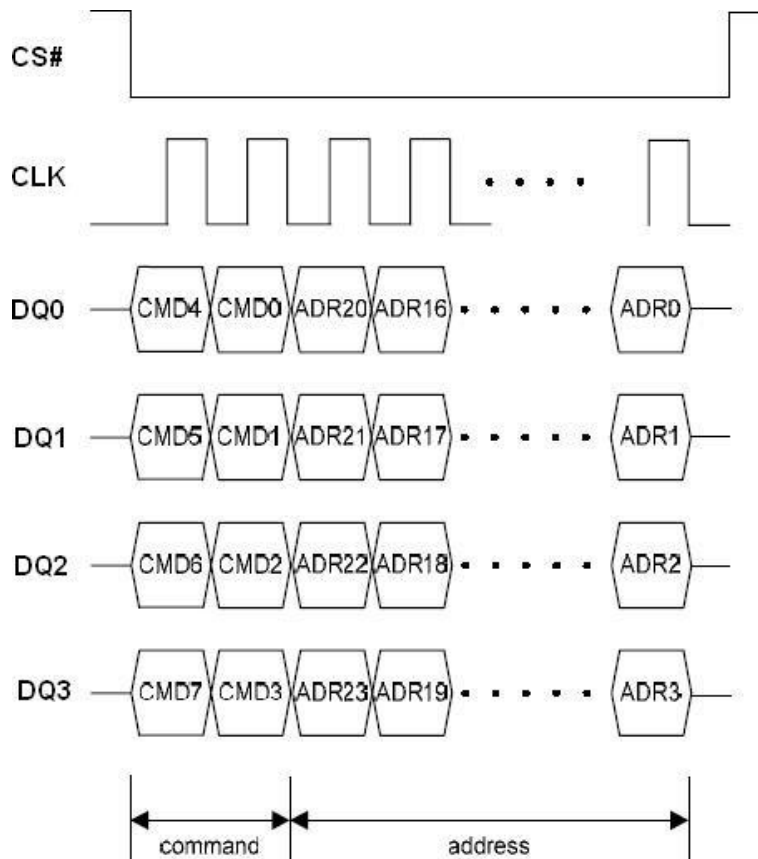 CS#
CLK
DQ0 CMD4 CMD0 ADR20 ADR16 ADR0
DQ1 CMD5 CMD1 ADR21 ADR17 ADR1
DQ2 CMD6 CMD2 ADR22 ADR18 ADR2
DQ3 CMD7 CMD3 ADR23 ADR19 ADR3
command address